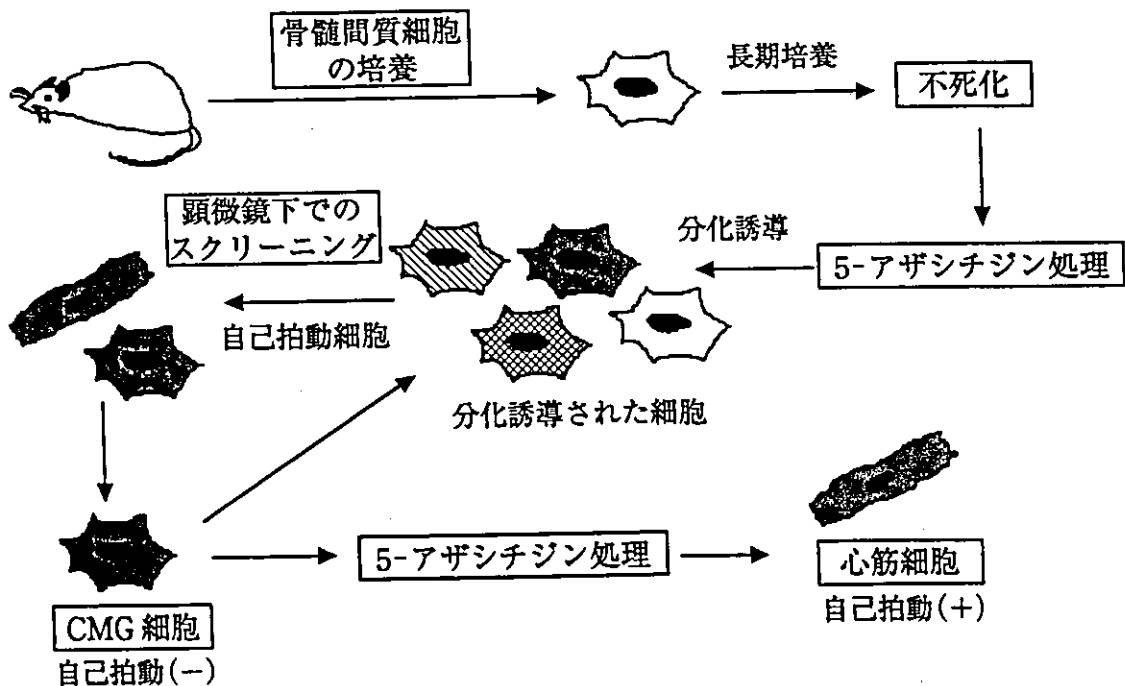 骨髄間質細胞
の培養
長期培養
不死化
顕微鏡下での
スクリーニング
分化誘導
5-アザシチジン処理
自己拍動細胞
分化誘導された細胞
5-アザシチジン処理
心筋細胞
自己拍動(+)
CMG 細胞
自己拍動(-)